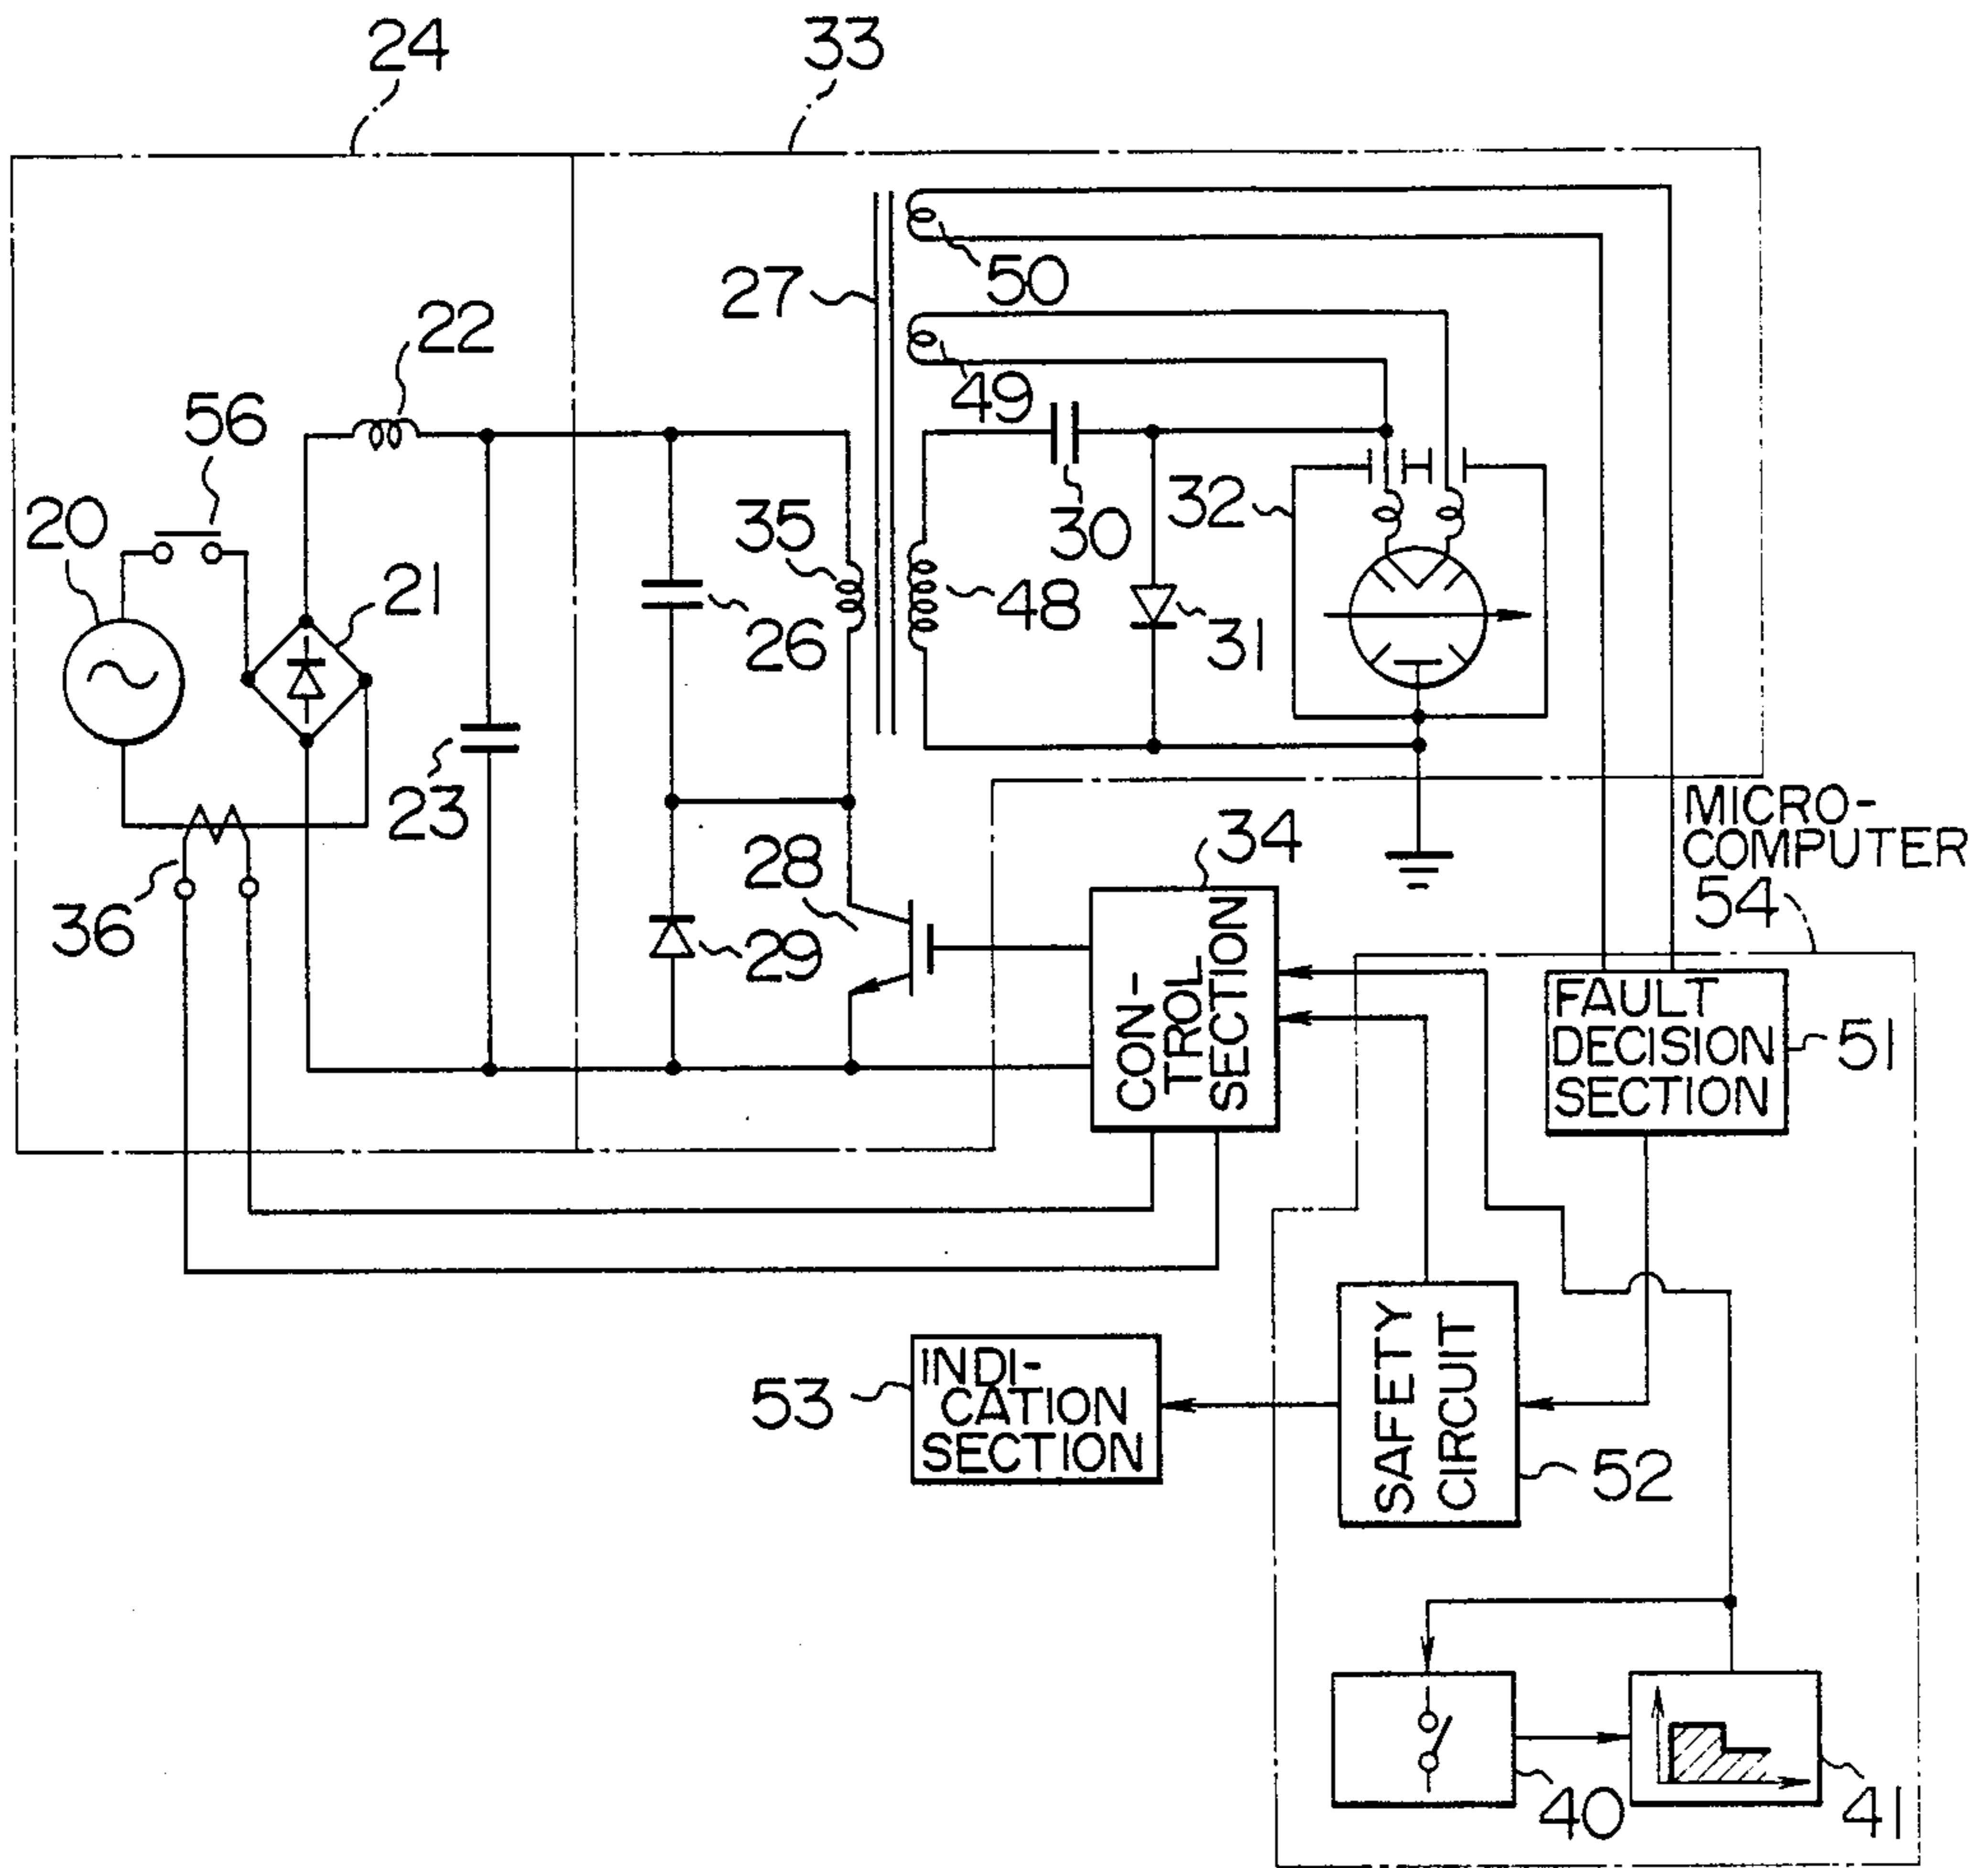 24
33
50
27
22
49
56
20
35
32
30
21
26
48
31
23
MICRO-
COMPUTER
54
34
28
36
29
CON-
TROL
SECTION
FAULT
DECISION
SECTION
51
SAFETY
CIRCUIT
53
INDI-
CATION
SECTION
52
40
41